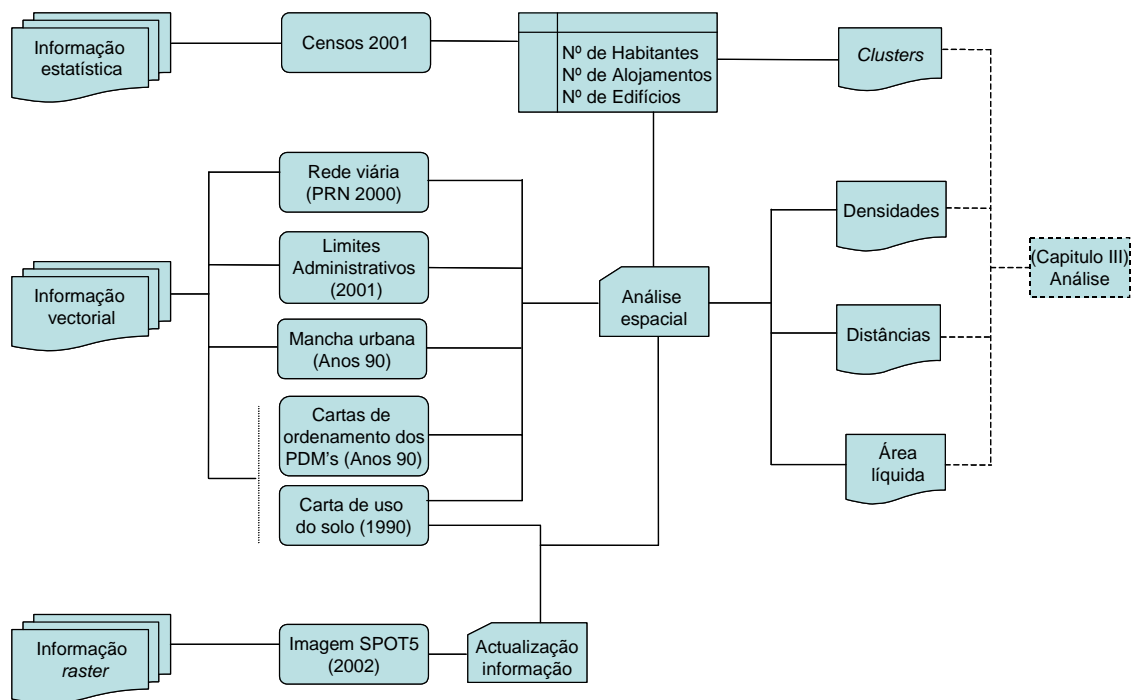 Informação
estatística
Censos 2001
Nº de Habitantes
Nº de Alojamentos
Nº de Edifícios
Clusters
Informação
vectorial
Rede viária
(PRN 2000)
Limites
Administrativos
(2001)
Mancha urbana
(Anos 90)
Cartas de
ordenamento dos
PDM's (Anos 90)
Carta de uso
do solo (1990)
Análise
espacial
Densidades
Distâncias
Área
líquida
(Capitulo III)
Análise
Informação
raster
Imagem SPOT5
(2002)
Actualização
informação